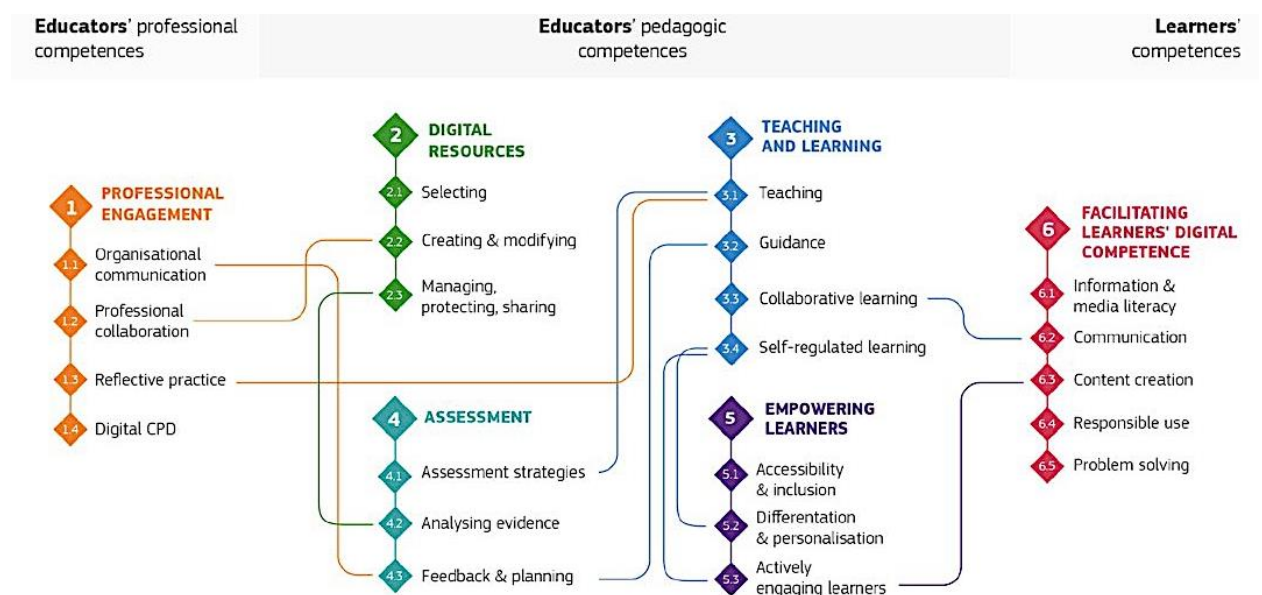 Educators' professional
competences
Educators' pedagogic
competences
Learners'
competences
1
PROFESSIONAL
ENGAGEMENT
1.1
Organisational
communication
1.2
Professional
collaboration
1.3
Reflective practice
1.4
Digital CPD
2
DIGITAL
RESOURCES
2.1
Selecting
2.2
Creating & modifying
2.3
Managing,
protecting, sharing
3
TEACHING
AND LEARNING
3.1
Teaching
3.2
Guidance
3.3
Collaborative learning
3.4
Self-regulated learning
4
ASSESSMENT
4.1
Assessment strategies
4.2
Analysing evidence
4.3
Feedback & planning
5
EMPOWERING
LEARNERS
5.1
Accessibility
& inclusion
5.2
Differentation
& personalisation
5.3
Actively
engaging learners
6
FACILITATING
LEARNERS' DIGITAL
COMPETENCE
6.1
Information &
media literacy
6.2
Communication
6.3
Content creation
6.4
Responsible use
6.5
Problem solving